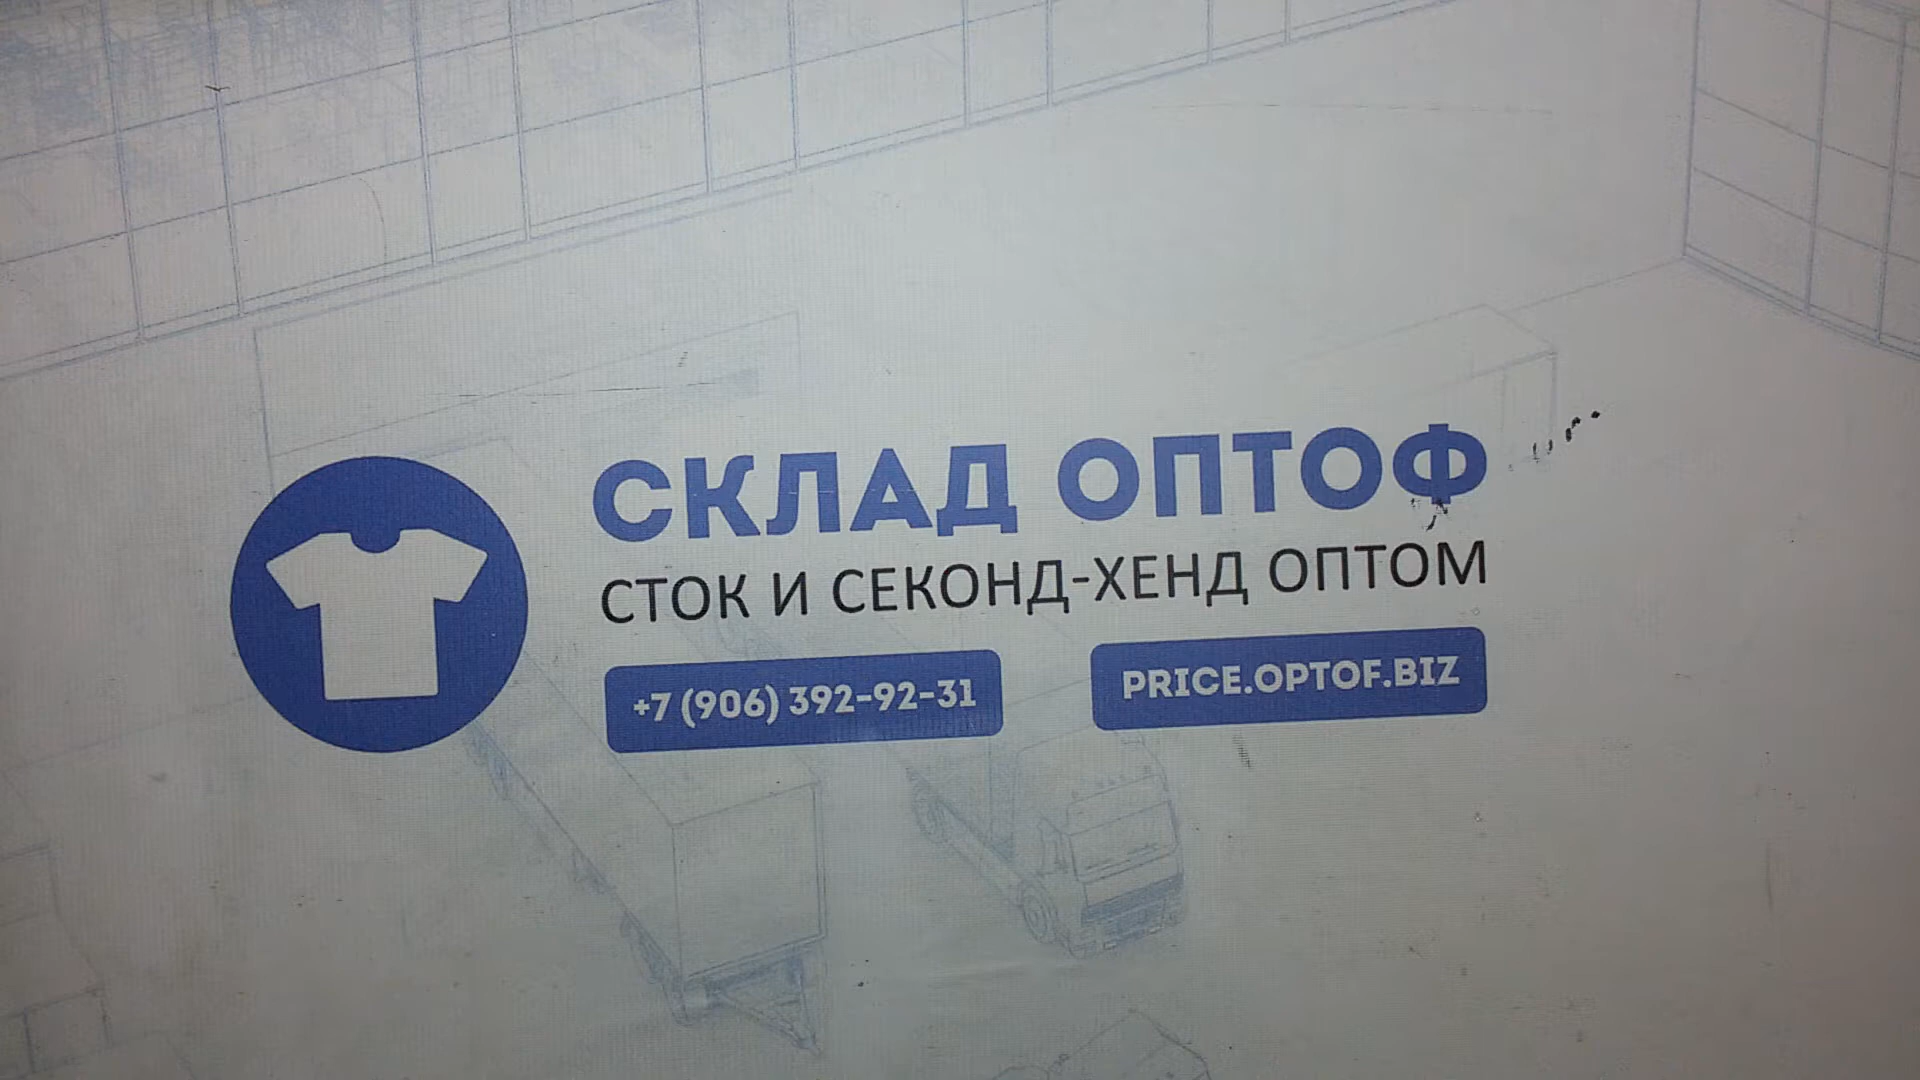 СКЛАД ОПТОФ
СТОК И СЕКОНД-ХЕНД ОПТОМ
+7 (906) 392-92-31
PRICE.OPTOF.BIZ